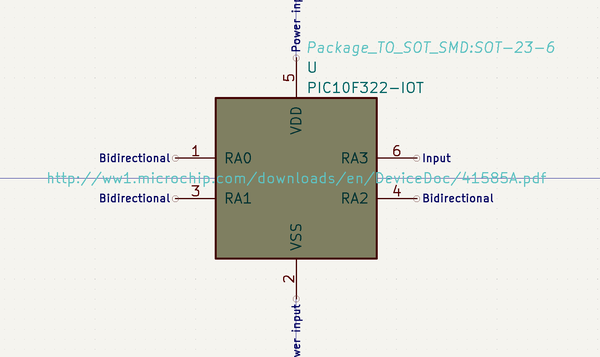 Power inp
Package_TO_SOT_SMD:SOT-23-6
U
PIC10F322-IOT
5
VDD
Bidirectional 1 RA0 RA3 6 Input
http://ww1.microchip.com/downloads/en/DeviceDoc/41585A.pdf
Bidirectional 3 RA1 RA2 4 Bidirectional
VSS
2
wer input